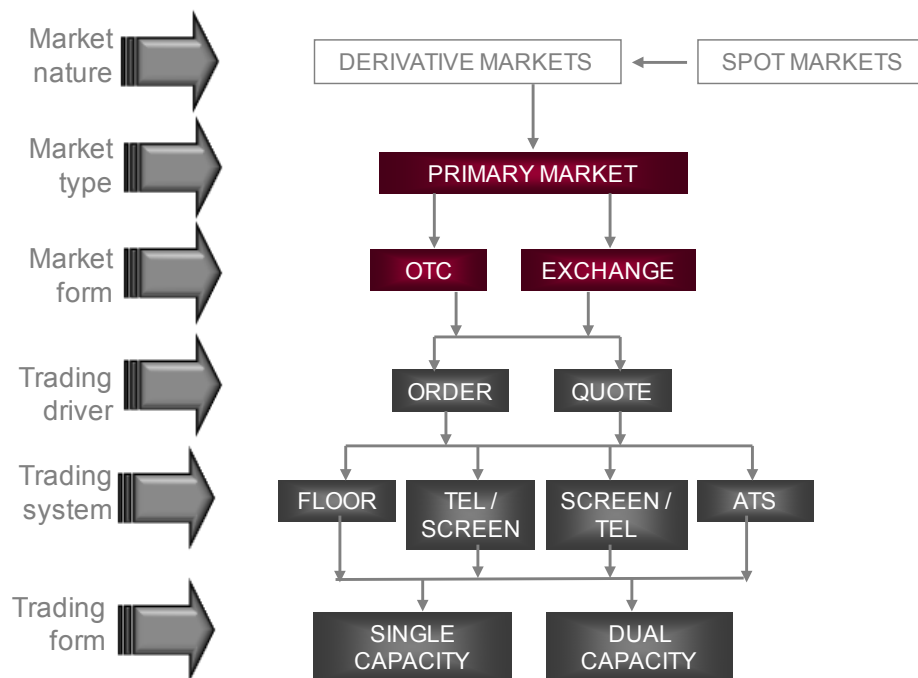 Market
nature
DERIVATIVE MARKETS
SPOT MARKETS
Market
type
PRIMARY MARKET
Market
form
OTC
EXCHANGE
Trading
driver
ORDER
QUOTE
Trading
system
FLOOR
TEL /
SCREEN
SCREEN /
TEL
ATS
Trading
form
SINGLE
CAPACITY
DUAL
CAPACITY